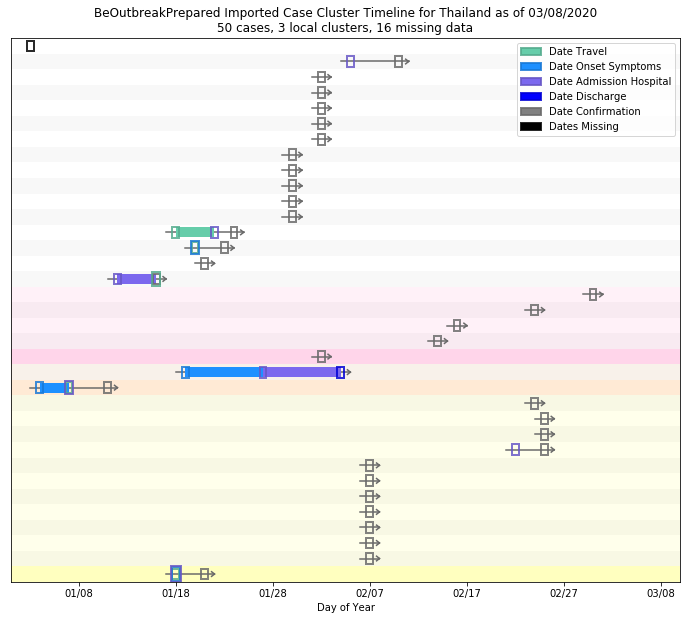 BeOutbreakPrepared Imported Case Cluster Timeline for Thailand as of 03/08/2020
50 cases, 3 local clusters, 16 missing data
Date Travel
Date Onset Symptoms
Date Admission Hospital
Date Discharge
Date Confirmation
Dates Missing
01/08 01/18 01/28 02/07 02/17 02/27 03/08
Day of Year